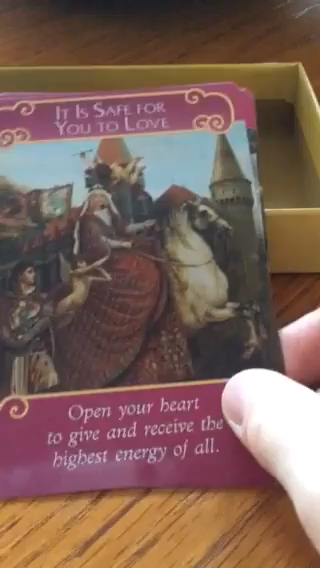 IT IS SAFE FOR
YOU TO LOVE
Open your heart
to give and receive the
highest energy of all.